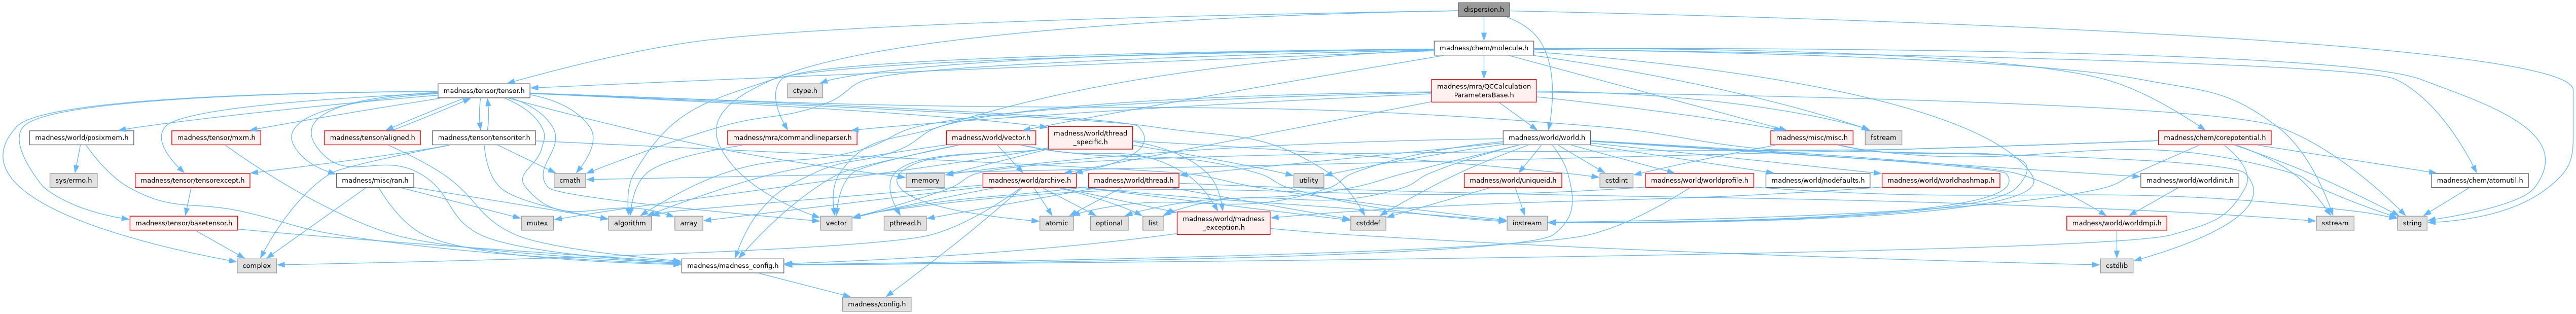 dispersion.h
madness/chem/molecule.h
madness/tensor/tensor.h
ctype.h
madness/mra/QCCalculation
ParametersBase.h
madness/world/posixmem.h
madness/tensor/mxm.h
madness/tensor/aligned.h
madness/tensor/tensoriter.h
madness/mra/commandlineparser.h
madness/world/vector.h
madness/world/thread
_specific.h
madness/world/world.h
madness/misc/misc.h
fstream
madness/chem/corepotential.h
sys/errno.h
madness/tensor/tensorexcept.h
madness/misc/ran.h
cmath
memory
madness/world/archive.h
madness/world/thread.h
utility
cstdint
madness/world/uniqueid.h
madness/world/worldprofile.h
madness/world/nodefaults.h
madness/world/worldhashmap.h
madness/world/worldinit.h
madness/chem/atomutil.h
madness/tensor/basetensor.h
mutex
algorithm
array
vector
pthread.h
atomic
optional
list
madness/world/madness
_exception.h
cstddef
iostream
madness/world/worldmpi.h
sstream
string
complex
madness/madness_config.h
cstdlib
madness/config.h